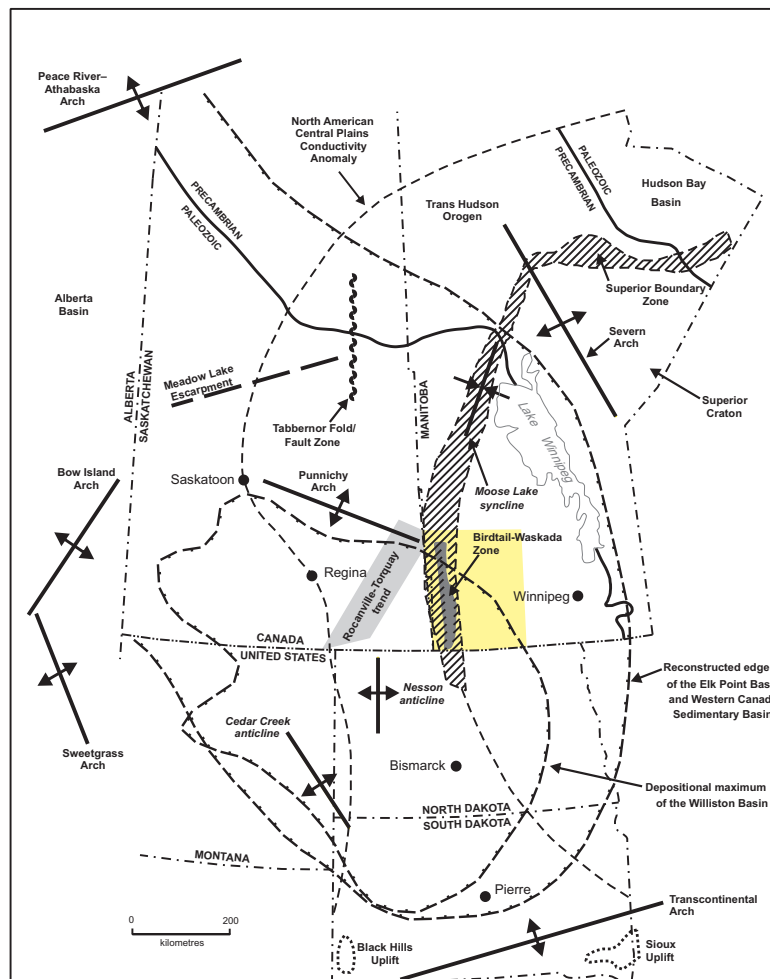 Peace River–
Athabaska
Arch
North American
Central Plains
Conductivity
Anomaly
PALEOZOIC
PRECAMBRIAN
Hudson Bay
Basin
Trans Hudson
Orogen
PRECAMBRIAN
PALEOZOIC
Superior Boundary
Zone
Alberta
Basin
Severn
Arch
ALBERTA
SASKATCHEWAN
Meadow Lake
Escarpment
MANITOBA
Lake Winnipeg
Superior
Craton
Tabbernor Fold/
Fault Zone
Bow Island
Arch
Saskatoon
Punnichy
Arch
Moose Lake
syncline
Birdtail-Waskada
Zone
Regina
Rocanville-Torquay
trend
Winnipeg
CANADA
UNITED STATES
Reconstructed edge
of the Elk Point Bas
and Western Canad
Sedimentary Basin
Nesson
anticline
Cedar Creek
anticline
Sweetgrass
Arch
Bismarck
Depositional maximum
of the Williston Basin
NORTH DAKOTA
SOUTH DAKOTA
MONTANA
Pierre
Transcontinental
Arch
0
200
kilometres
Black Hills
Uplift
Sioux
Uplift